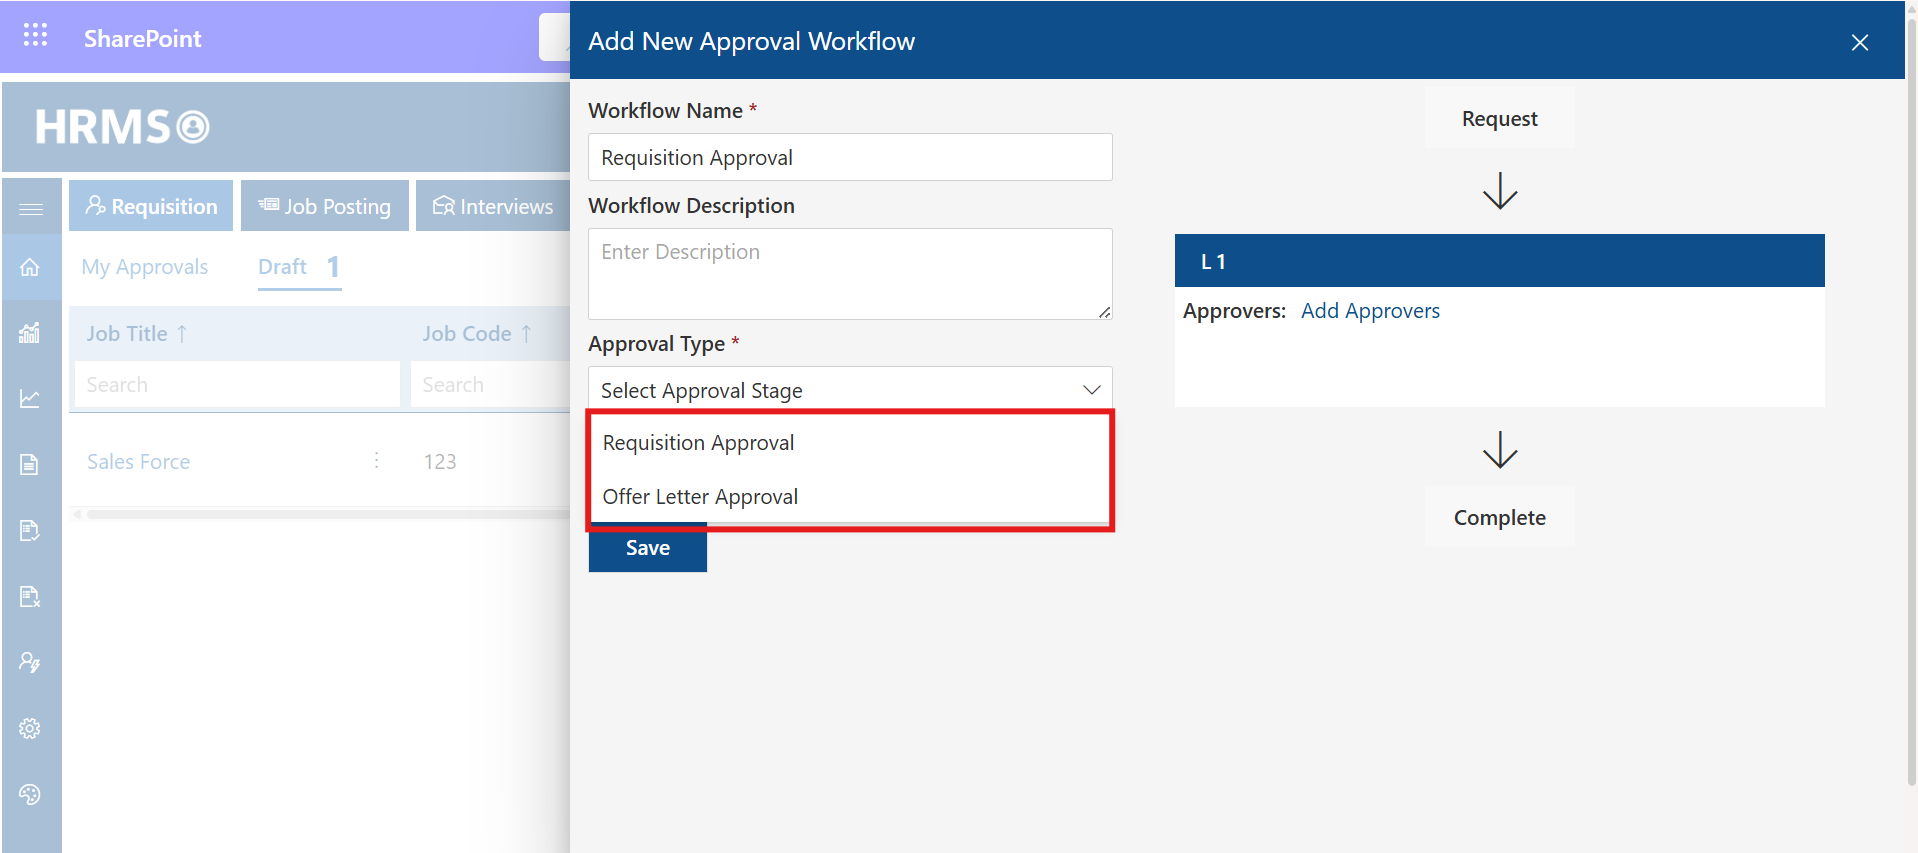 SharePoint
HRMS
Requisition
Job Posting
Interviews
My Approvals
Draft 1
Job Title ↑
Job Code ↑
Search
Search
Sales Force
123
Add New Approval Workflow
Workflow Name *
Requisition Approval
Workflow Description
Enter Description
Approval Type *
Select Approval Stage
Requisition Approval
Offer Letter Approval
Save
Request
L 1
Approvers: Add Approvers
Complete